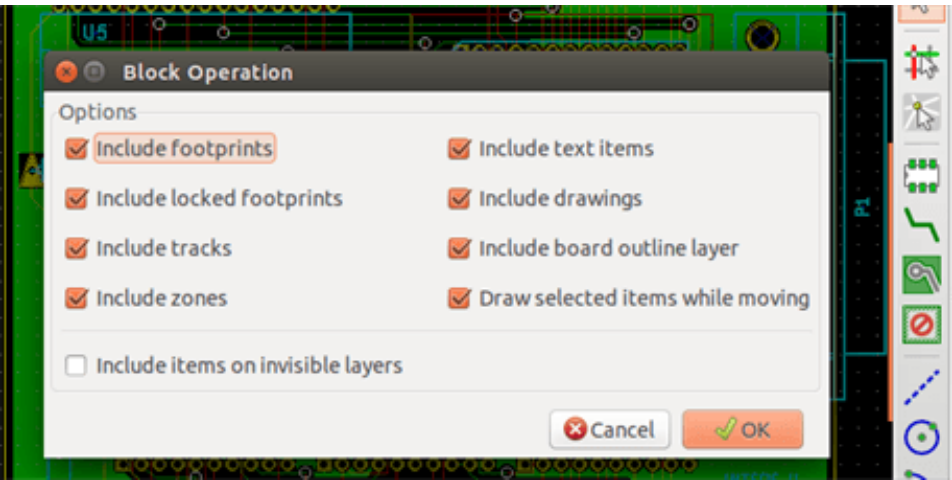 U5
Block Operation
Options
Include footprints
Include text items
Include locked footprints
Include drawings
Include tracks
Include board outline layer
Include zones
Draw selected items while moving
Include items on invisible layers
Cancel
OK
P1